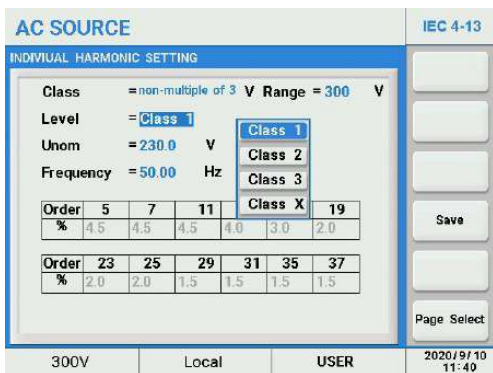 AC SOURCE
IEC 4-13
INDIVIUAL HARMONIC SETTING
Class =non-multiple of 3 V Range = 300 V
Level =Class 1
Unom =230.0 V
Frequency =50.00 Hz
Class 1
Class 2
Class 3
Class X
Order 5 7 11 19
% 4.5 4.5 4.5 4.0 3.0 2.0
Order 23 25 29 31 35 37
% 2.0 2.0 1.5 1.5 1.5 1.5
Save
Page Select
300V Local USER 2020/9/10
11:40